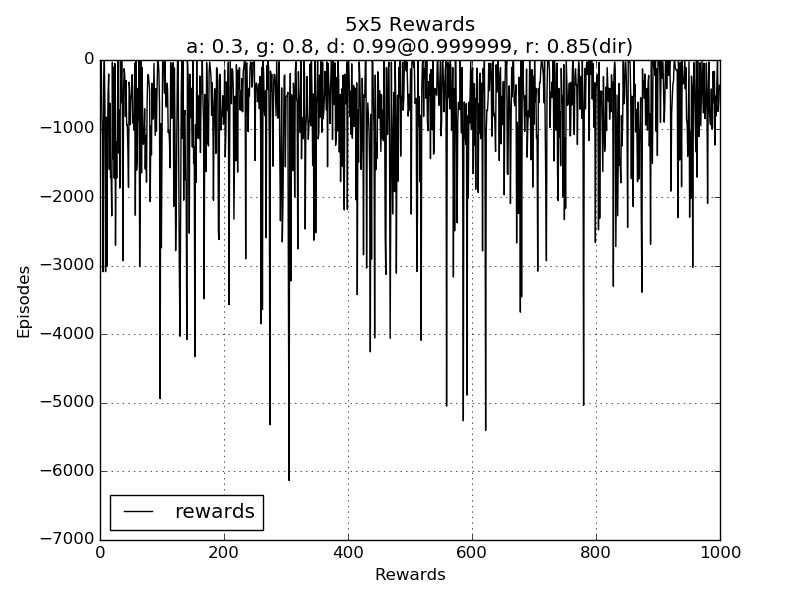 5x5 Rewards
a: 0.3, g: 0.8, d: 0.99@0.999999, r: 0.85(dir)
0
−1000
−2000
−3000
−4000
−5000
−6000
−7000
Episodes
rewards
0 200 400 600 800 1000
Rewards